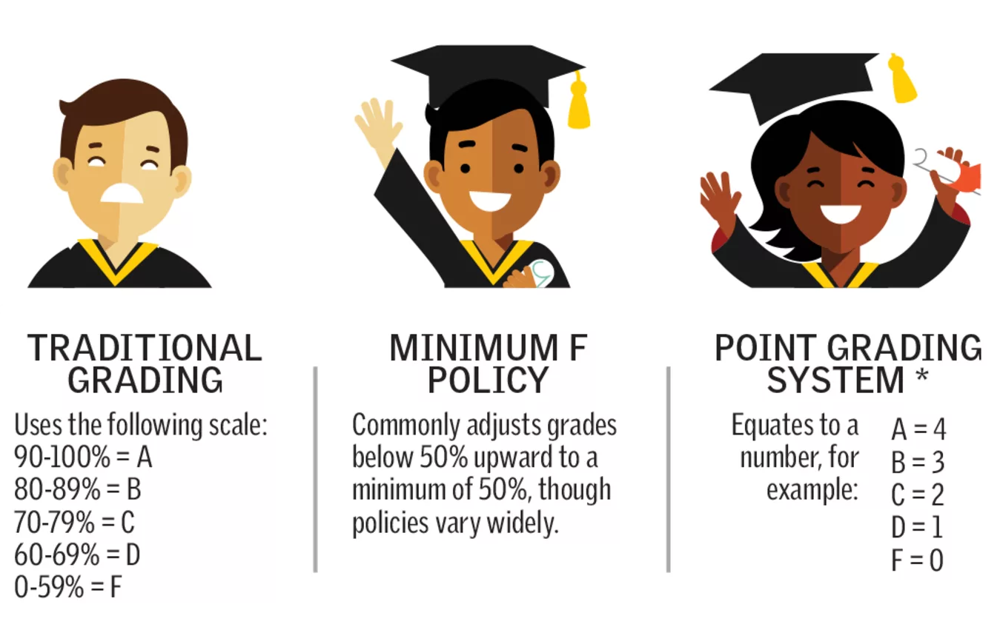 TRADITIONAL
GRADING
Uses the following scale:
90-100% = A
80-89% = B
70-79% = C
60-69% = D
0-59% = F
MINIMUM F
POLICY
Commonly adjusts grades
below 50% upward to a
minimum of 50%, though
policies vary widely.
POINT GRADING
SYSTEM *
Equates to a
number, for
example:
A = 4
B = 3
C = 2
D = 1
F = 0